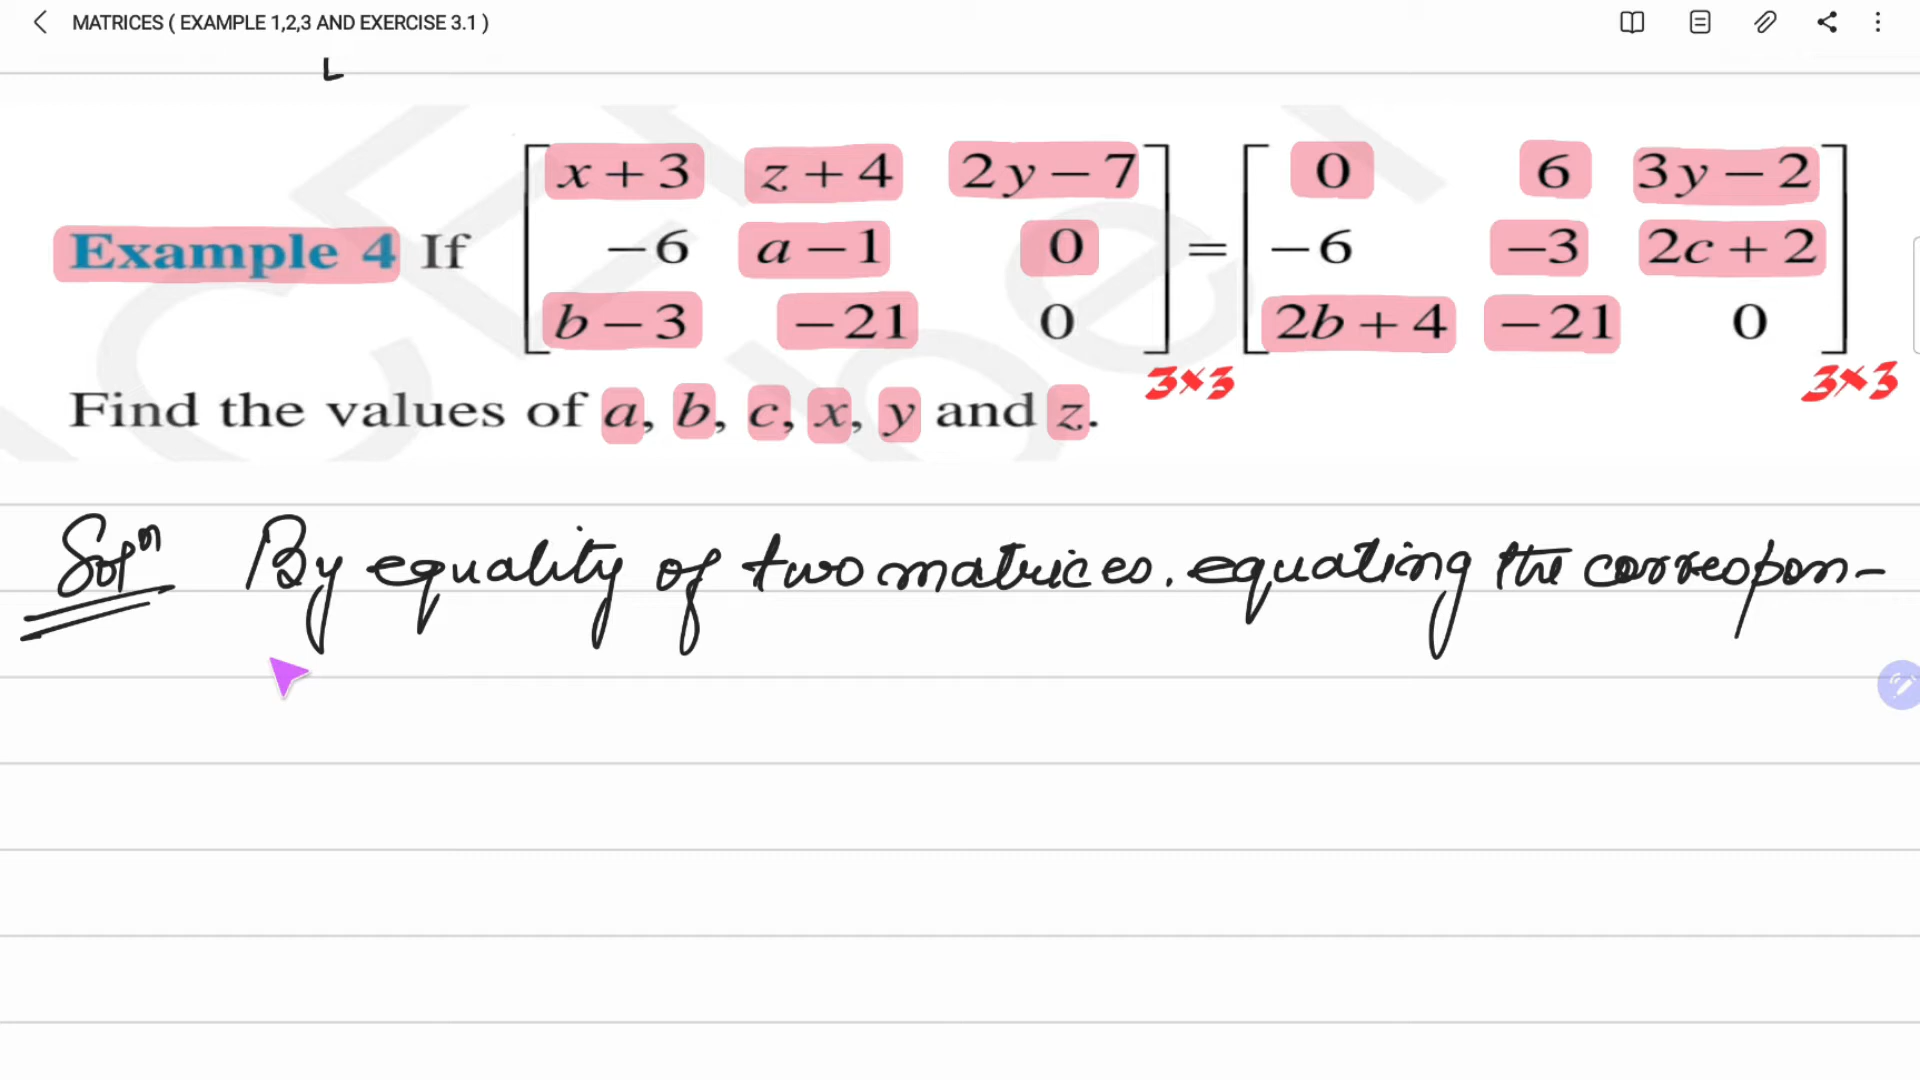 MATRICES ( EXAMPLE 1,2,3 AND EXERCISE 3.1 )
Example 4 If [ x + 3 z + 4 2y − 7 ] = [ 0 6 3y − 2 ]
−6 a − 1 0 −6 −3 2c + 2
b − 3 −21 0 2b + 4 −21 0
3×3 3×3
Find the values of a, b, c, x, y and z.
Solⁿ By equality of two matrices. equating the correspon-